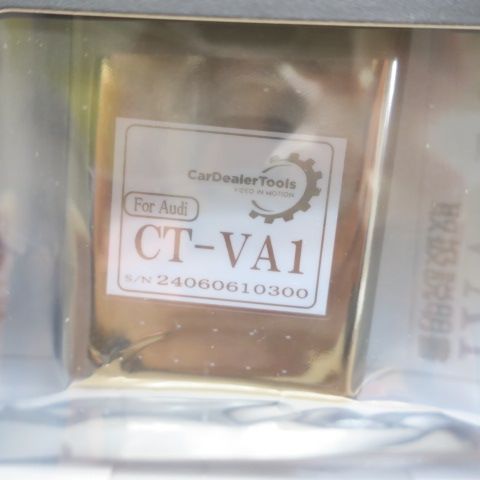 CarDealerTools
VIDEO IN MOTION
For Audi
CT-VA1
S/N 24060610300